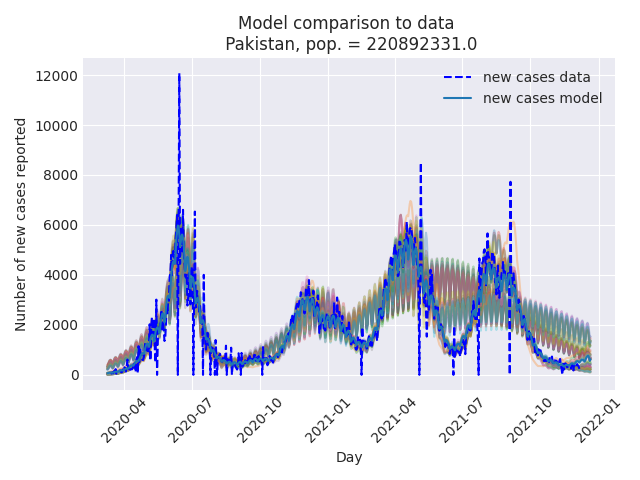 Model comparison to data
Pakistan, pop. = 220892331.0
new cases data
new cases model
Number of new cases reported
12000
10000
8000
6000
4000
2000
0
2020-04
2020-07
2020-10
2021-01
2021-04
2021-07
2021-10
2022-01
Day